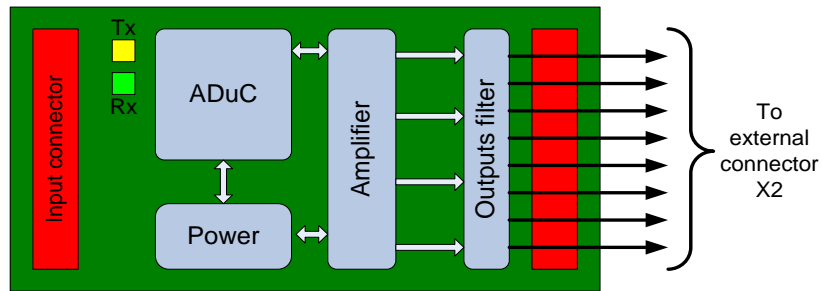 Tx
Rx
Input connector
ADuC
Power
Amplifier
Outputs filter
To
external
connector
X2